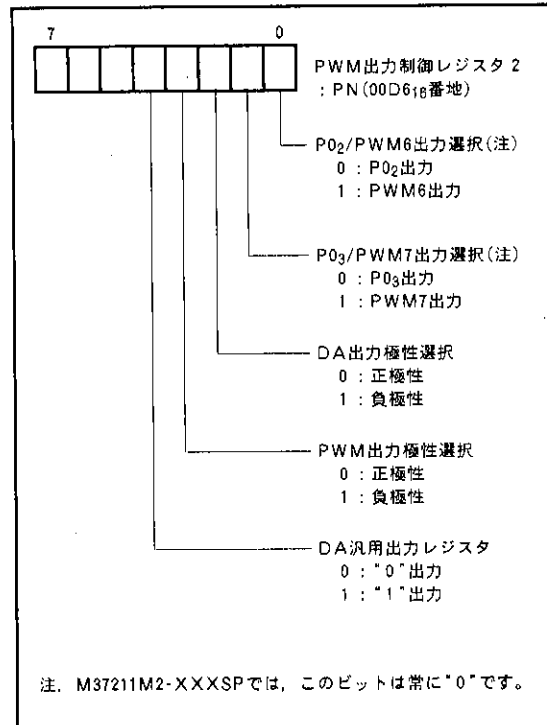 7 0
PWM出力制御レジスタ2
: PN(00D6₁₆番地)
P0₂/PWM6出力選択(注)
0 : P0₂出力
1 : PWM6出力
P0₃/PWM7出力選択(注)
0 : P0₃出力
1 : PWM7出力
DA出力極性選択
0 : 正極性
1 : 負極性
PWM出力極性選択
0 : 正極性
1 : 負極性
DA汎用出力レジスタ
0 : "0"出力
1 : "1"出力
注. M37211M2-XXXSPでは, このビットは常に"0"です。